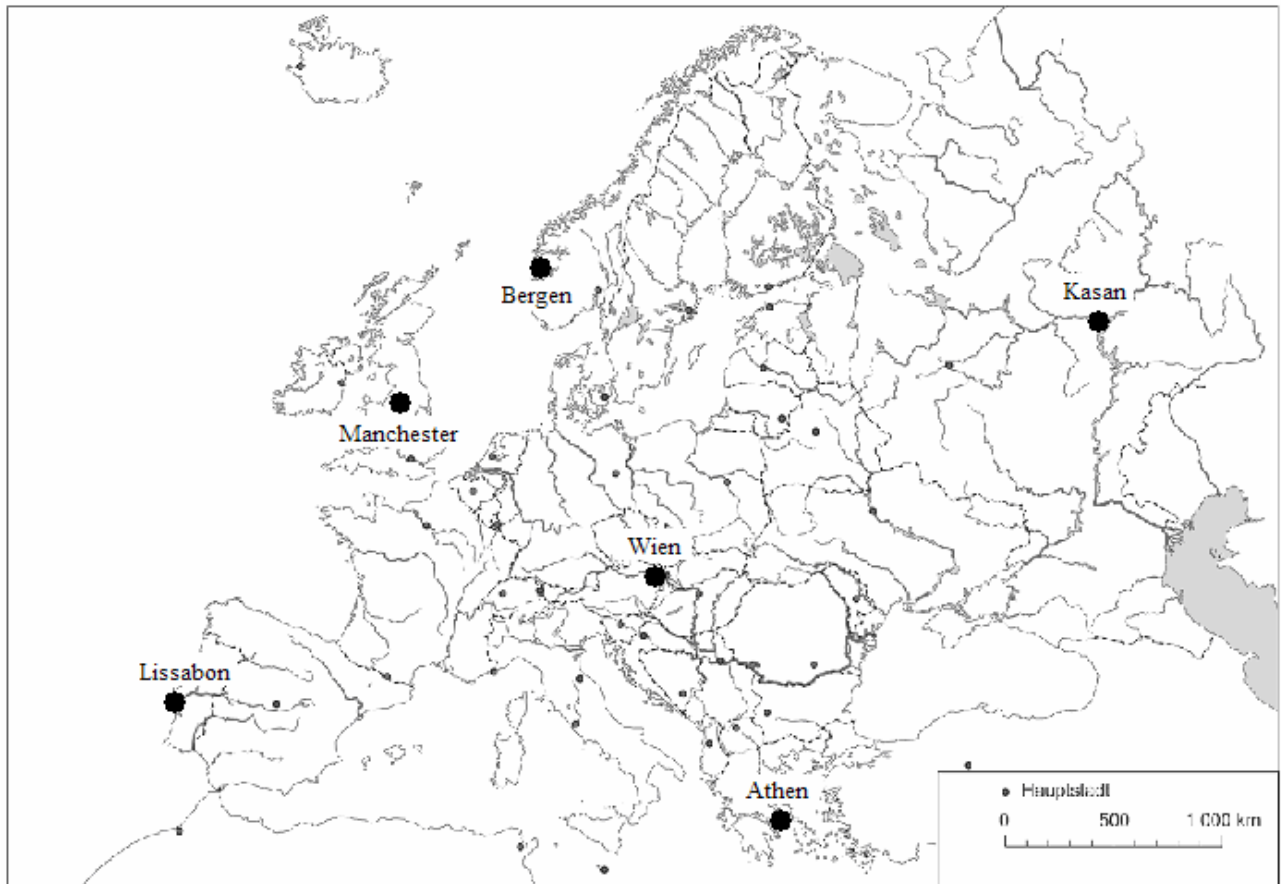 Bergen
Kasan
Manchester
Wien
Lissabon
Athen
Hauptstadt
0 500 1 000 km